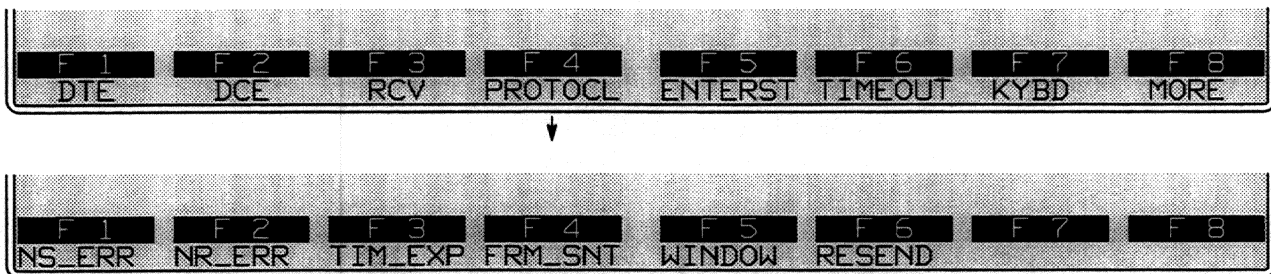 F 1 F 2 F 3 F 4 F 5 F 6 F 7 F 8
DTE DCE RCV PROTOCL ENTERST TIMEOUT KYBD MORE
F 1 F 2 F 3 F 4 F 5 F 6 F 7 F 8
NS_ERR NR_ERR TIM_EXP FRM_SNT WINDOW RESEND